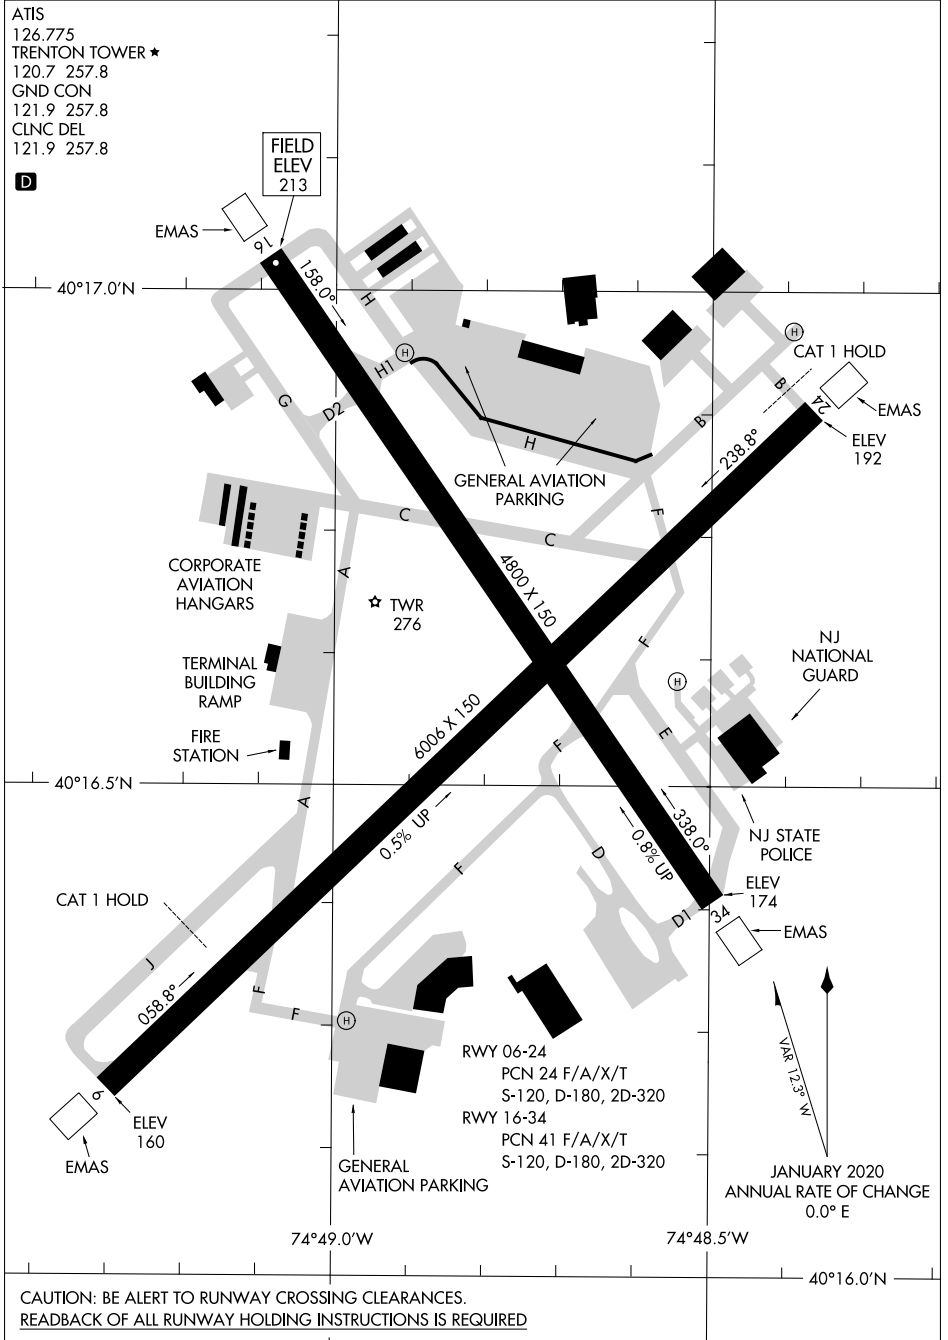 ATIS
126.775
TRENTON TOWER ★
120.7 257.8
GND CON
121.9 257.8
CLNC DEL
121.9 257.8
D
FIELD
ELEV
213
EMAS
16
158.0°
40°17.0'N
H
H
H1
D2
G
H
CAT 1 HOLD
B
B
24
EMAS
ELEV
192
238.8°
H
GENERAL AVIATION
PARKING
F
C
C
4800 X 150
CORPORATE
AVIATION
HANGARS
A
TWR
276
F
NJ
NATIONAL
GUARD
TERMINAL
BUILDING
RAMP
H
E
6006 X 150
FIRE
STATION
F
40°16.5'N
A
0.5% UP
338.0°
0.8% UP
NJ STATE
POLICE
D
F
ELEV
174
CAT 1 HOLD
D1
34
EMAS
J
058.8°
F
F
H
6
ELEV
160
EMAS
RWY 06-24
PCN 24 F/A/X/T
S-120, D-180, 2D-320
RWY 16-34
PCN 41 F/A/X/T
S-120, D-180, 2D-320
GENERAL
AVIATION PARKING
VAR 12.3° W
JANUARY 2020
ANNUAL RATE OF CHANGE
0.0° E
74°49.0'W
74°48.5'W
40°16.0'N
CAUTION: BE ALERT TO RUNWAY CROSSING CLEARANCES.
READBACK OF ALL RUNWAY HOLDING INSTRUCTIONS IS REQUIRED